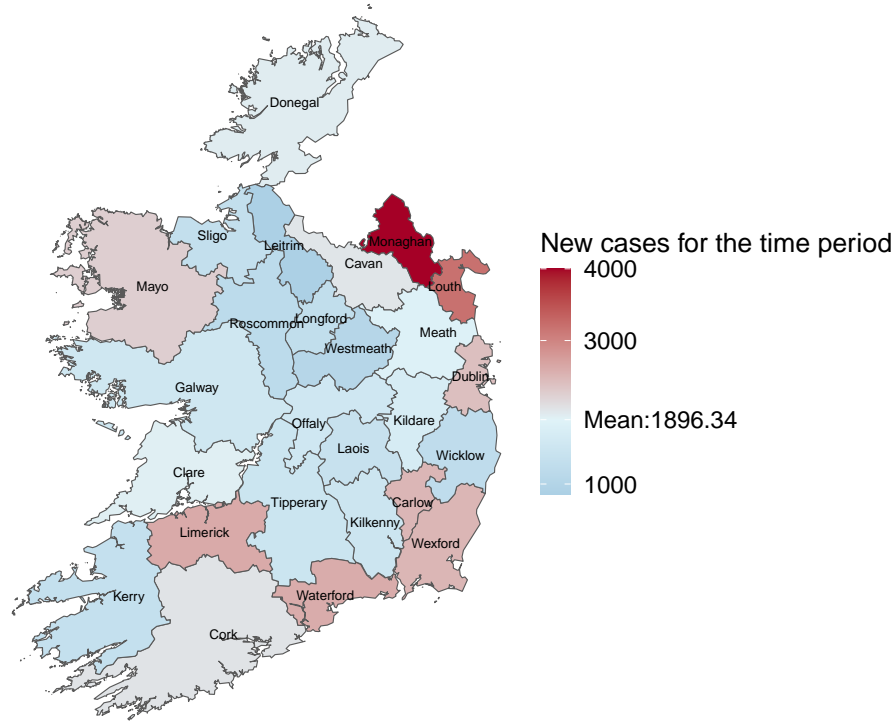 Donegal
Monaghan
Sligo
Leitrim
Cavan
New cases for the time period
4000
Mayo
Louth
Roscommon
Longford
Meath
3000
Westmeath
Dublin
Galway
Offaly
Kildare
Mean:1896.34
Laois
Wicklow
Clare
1000
Tipperary
Carlow
Kilkenny
Limerick
Wexford
Kerry
Waterford
Cork